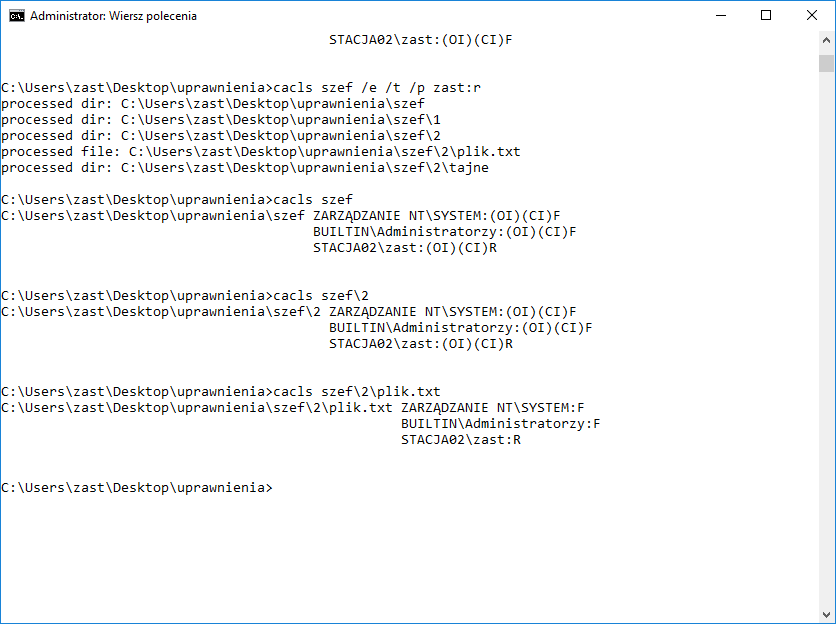 Administrator: Wiersz polecenia
STACJA02\zast:(OI)(CI)F
C:\Users\zast\Desktop\uprawnienia>cacls szef /e /t /p zast:r
processed dir: C:\Users\zast\Desktop\uprawnienia\szef
processed dir: C:\Users\zast\Desktop\uprawnienia\szef\1
processed dir: C:\Users\zast\Desktop\uprawnienia\szef\2
processed file: C:\Users\zast\Desktop\uprawnienia\szef\2\plik.txt
processed dir: C:\Users\zast\Desktop\uprawnienia\szef\2\tajne
C:\Users\zast\Desktop\uprawnienia>cacls szef
C:\Users\zast\Desktop\uprawnienia\szef ZARZĄDZANIE NT\SYSTEM:(OI)(CI)F
BUILTIN\Administratorzy:(OI)(CI)F
STACJA02\zast:(OI)(CI)R
C:\Users\zast\Desktop\uprawnienia>cacls szef\2
C:\Users\zast\Desktop\uprawnienia\szef\2 ZARZĄDZANIE NT\SYSTEM:(OI)(CI)F
BUILTIN\Administratorzy:(OI)(CI)F
STACJA02\zast:(OI)(CI)R
C:\Users\zast\Desktop\uprawnienia>cacls szef\2\plik.txt
C:\Users\zast\Desktop\uprawnienia\szef\2\plik.txt ZARZĄDZANIE NT\SYSTEM:F
BUILTIN\Administratorzy:F
STACJA02\zast:R
C:\Users\zast\Desktop\uprawnienia>